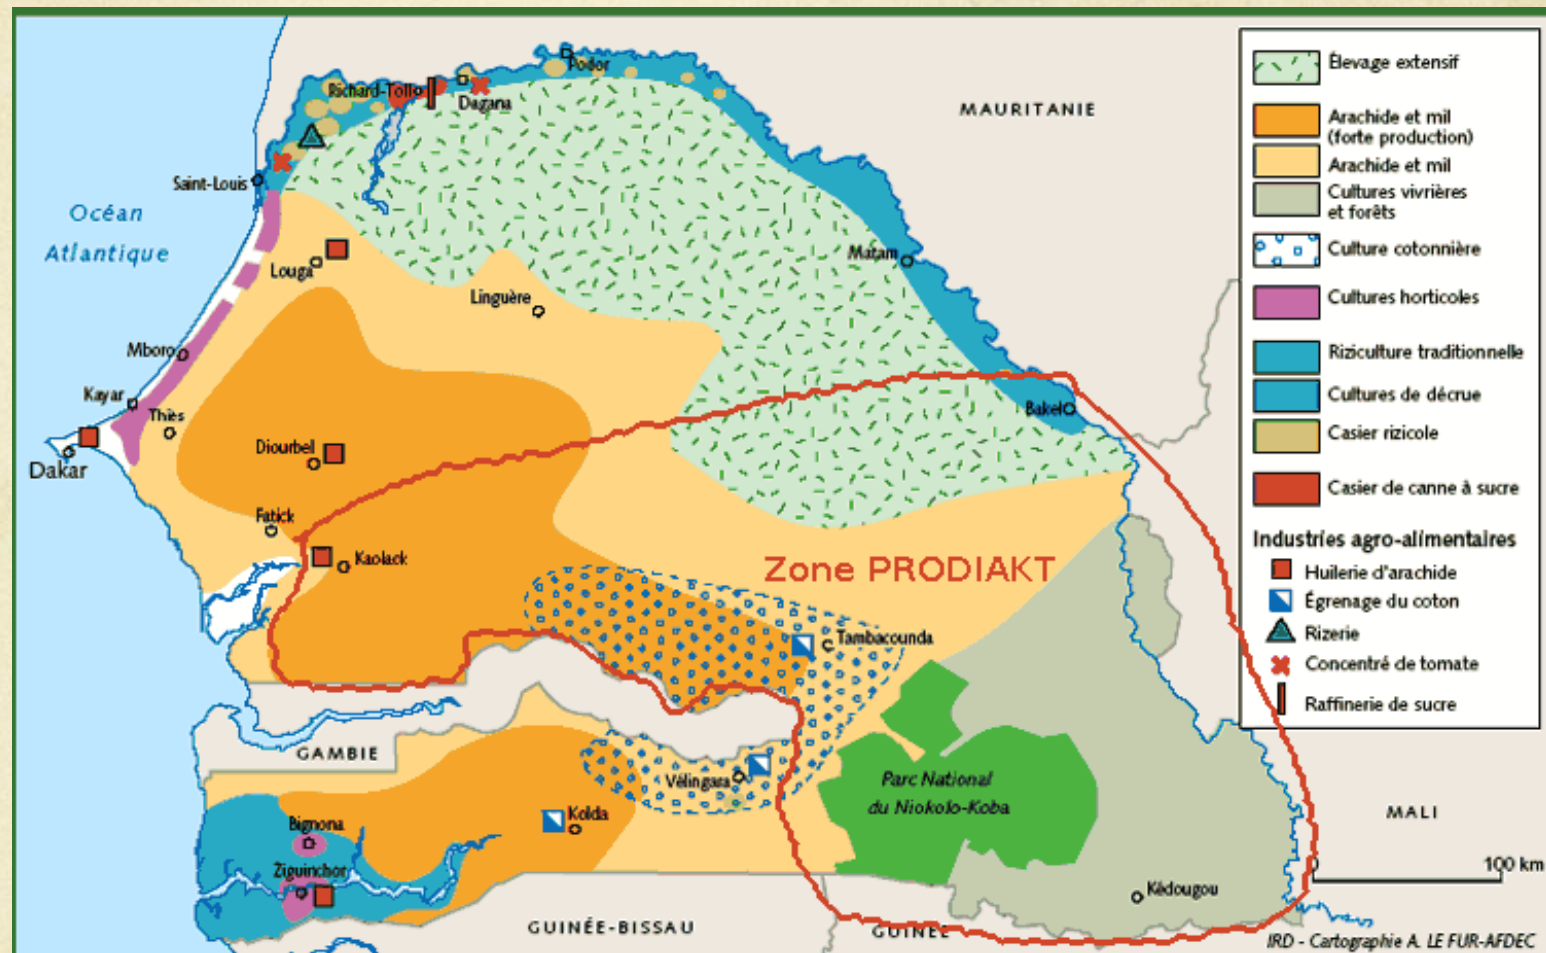 Podor
Richard-Toll
Dagana
MAURITANIE
Saint-Louis
Océan
Atlantique
Louga
Matam
Linguère
Mboro
Kayar
Thiès
Bakel
Diourbel
Dakar
Fatick
Kaolack
Zone PRODIAKT
Tambacounda
GAMBIE
Vélingara
Parc National
du Niokolo-Koba
Kolda
Bignona
Ziguinchor
MALI
Kédougou
GUINÉE-BISSAU
GUINÉE
Élevage extensif
Arachide et mil
(forte production)
Arachide et mil
Cultures vivrières
et forêts
Culture cotonnière
Cultures horticoles
Riziculture traditionnelle
Cultures de décrue
Casier rizicole
Casier de canne à sucre
Industries agro-alimentaires
Huilerie d'arachide
Égrenage du coton
Rizerie
Concentré de tomate
Raffinerie de sucre
0 100 km
IRD - Cartographie A. LE FUR-AFDEC